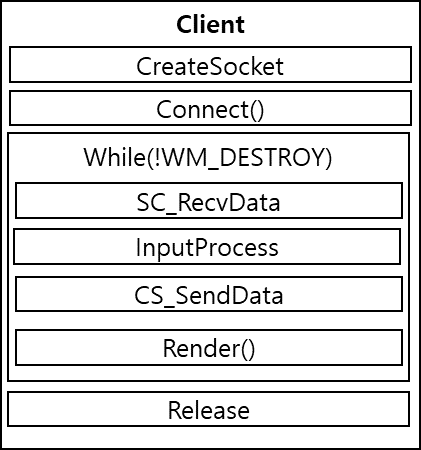 Client
CreateSocket
Connect()
While(!WM_DESTROY)
SC_RecvData
InputProcess
CS_SendData
Render()
Release